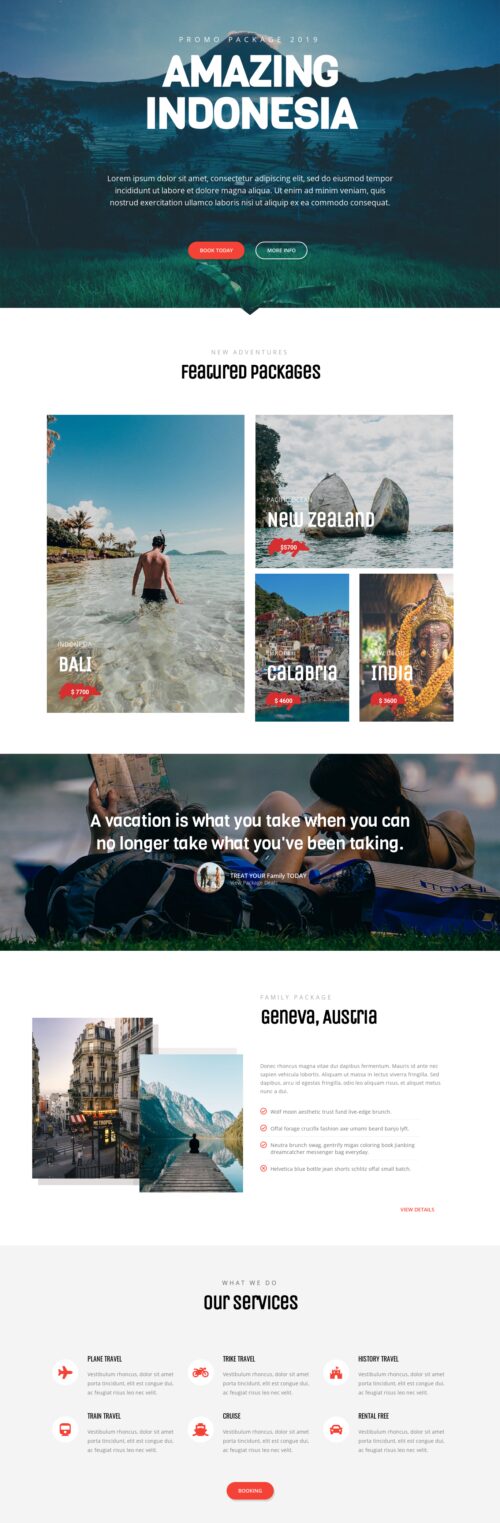 PROMO PACKAGE 2019
AMAZING
INDONESIA
Lorem ipsum dolor sit amet, consectetur adipiscing elit, sed do eiusmod tempor
incididunt ut labore et dolore magna aliqua. Ut enim ad minim veniam, quis
nostrud exercitation ullamco laboris nisi ut aliquip ex ea commodo consequat.
BOOK TODAY
MORE INFO
NEW ADVENTURES
Featured Packages
INDONESIA
BALI
$ 7700
PACIFIC OCEAN
New Zealand
$5700
Calabria
$ 4600
India
$ 3600
A vacation is what you take when you can
no longer take what you've been taking.
TREAT YOUR Family TODAY
View Package Deals
FAMILY PACKAGE
Geneva, Austria
Donec rhoncus magna vitae dui dapibus fermentum. Mauris id ante nec
sapien vehicula lobortis. Aliquam ut massa in lectus viverra fringilla. Sed
dapibus, arcu id egestas fringilla, odio leo aliquam risus, et aliquet metus
nunc a dui.
Wolf moon aesthetic trust fund live-edge brunch.
Offal forage crucifix fashion axe umami beard banjo lyft.
Neutra brunch swag, gentrify migas coloring book jianbing
dreamcatcher messenger bag everyday.
Helvetica blue bottle jean shorts schlitz offal small batch.
VIEW DETAILS
WHAT WE DO
Our Services
PLANE TRAVEL
Vestibulum rhoncus, dolor sit amet
porta tincidunt, elit est congue dui,
ac feugiat risus leo nec velit.
TRIKE TRAVEL
Vestibulum rhoncus, dolor sit amet
porta tincidunt, elit est congue dui,
ac feugiat risus leo nec velit.
HISTORY TRAVEL
Vestibulum rhoncus, dolor sit amet
porta tincidunt, elit est congue dui,
ac feugiat risus leo nec velit.
TRAIN TRAVEL
Vestibulum rhoncus, dolor sit amet
porta tincidunt, elit est congue dui,
ac feugiat risus leo nec velit.
CRUISE
Vestibulum rhoncus, dolor sit amet
porta tincidunt, elit est congue dui,
ac feugiat risus leo nec velit.
RENTAL FREE
Vestibulum rhoncus, dolor sit amet
porta tincidunt, elit est congue dui,
ac feugiat risus leo nec velit.
BOOKING